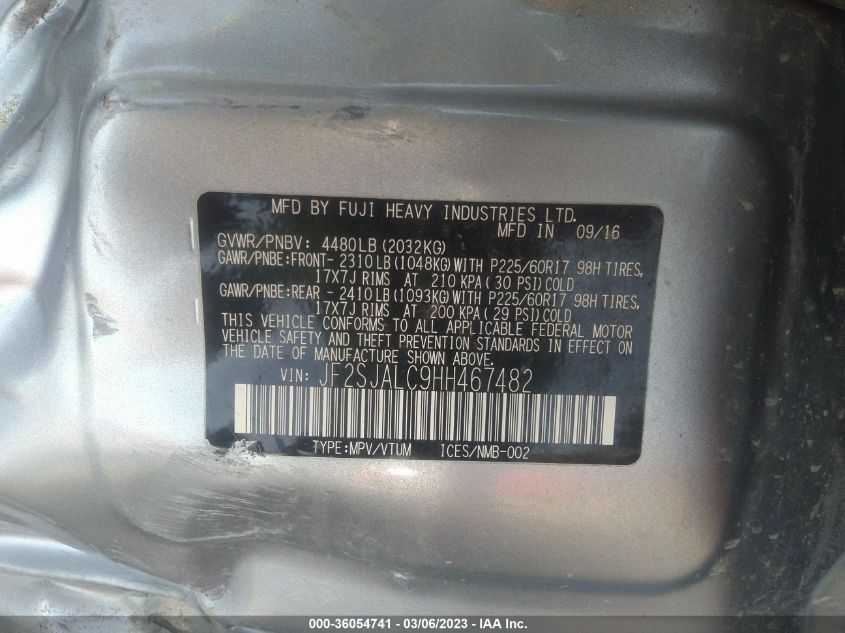 MFD BY FUJI HEAVY INDUSTRIES LTD.
MFD IN 09/16
GVWR/PNBV: 4480LB (2032KG)
GAWR/PNBE:FRONT- 2310LB (1048KG) WITH P225/60R17 98H TIRES,
17X7J RIMS AT 210 KPA( 30 PSI) COLD
GAWR/PNBE:REAR - 2410LB (1093KG) WITH P225/60R17 98H TIRES,
17X7J RIMS AT 200 KPA( 29 PSI) COLD
THIS VEHICLE CONFORMS TO ALL APPLICABLE FEDERAL MOTOR
VEHICLE SAFETY AND THEFT PREVENTION STANDARDS IN EFFECT ON
THE DATE OF MANUFACTURE SHOWN ABOVE.
VIN: JF2SJALC9HH467482
TYPE:MPV/VTUM ICES/NMB-002
000-36054741 - 03/06/2023 - IAA Inc.